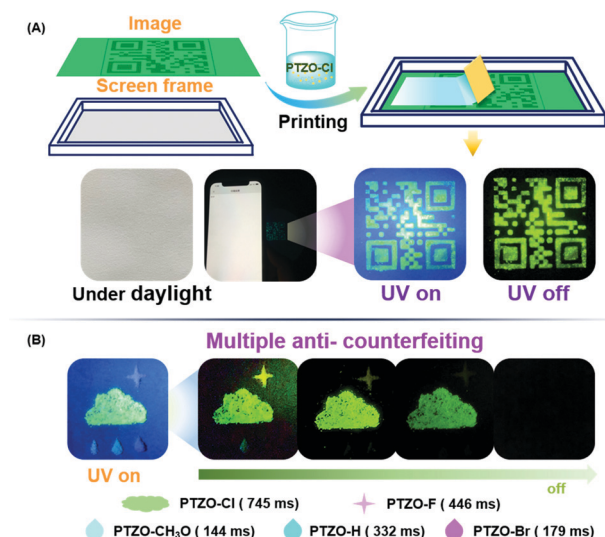 (A)
Image
Screen frame
PTZO-Cl
Printing
Under daylight
UV on
UV off
(B)
Multiple anti- counterfeiting
UV on
off
PTZO-Cl ( 745 ms)
PTZO-F ( 446 ms)
PTZO-CH₃O ( 144 ms)
PTZO-H ( 332 ms)
PTZO-Br ( 179 ms)